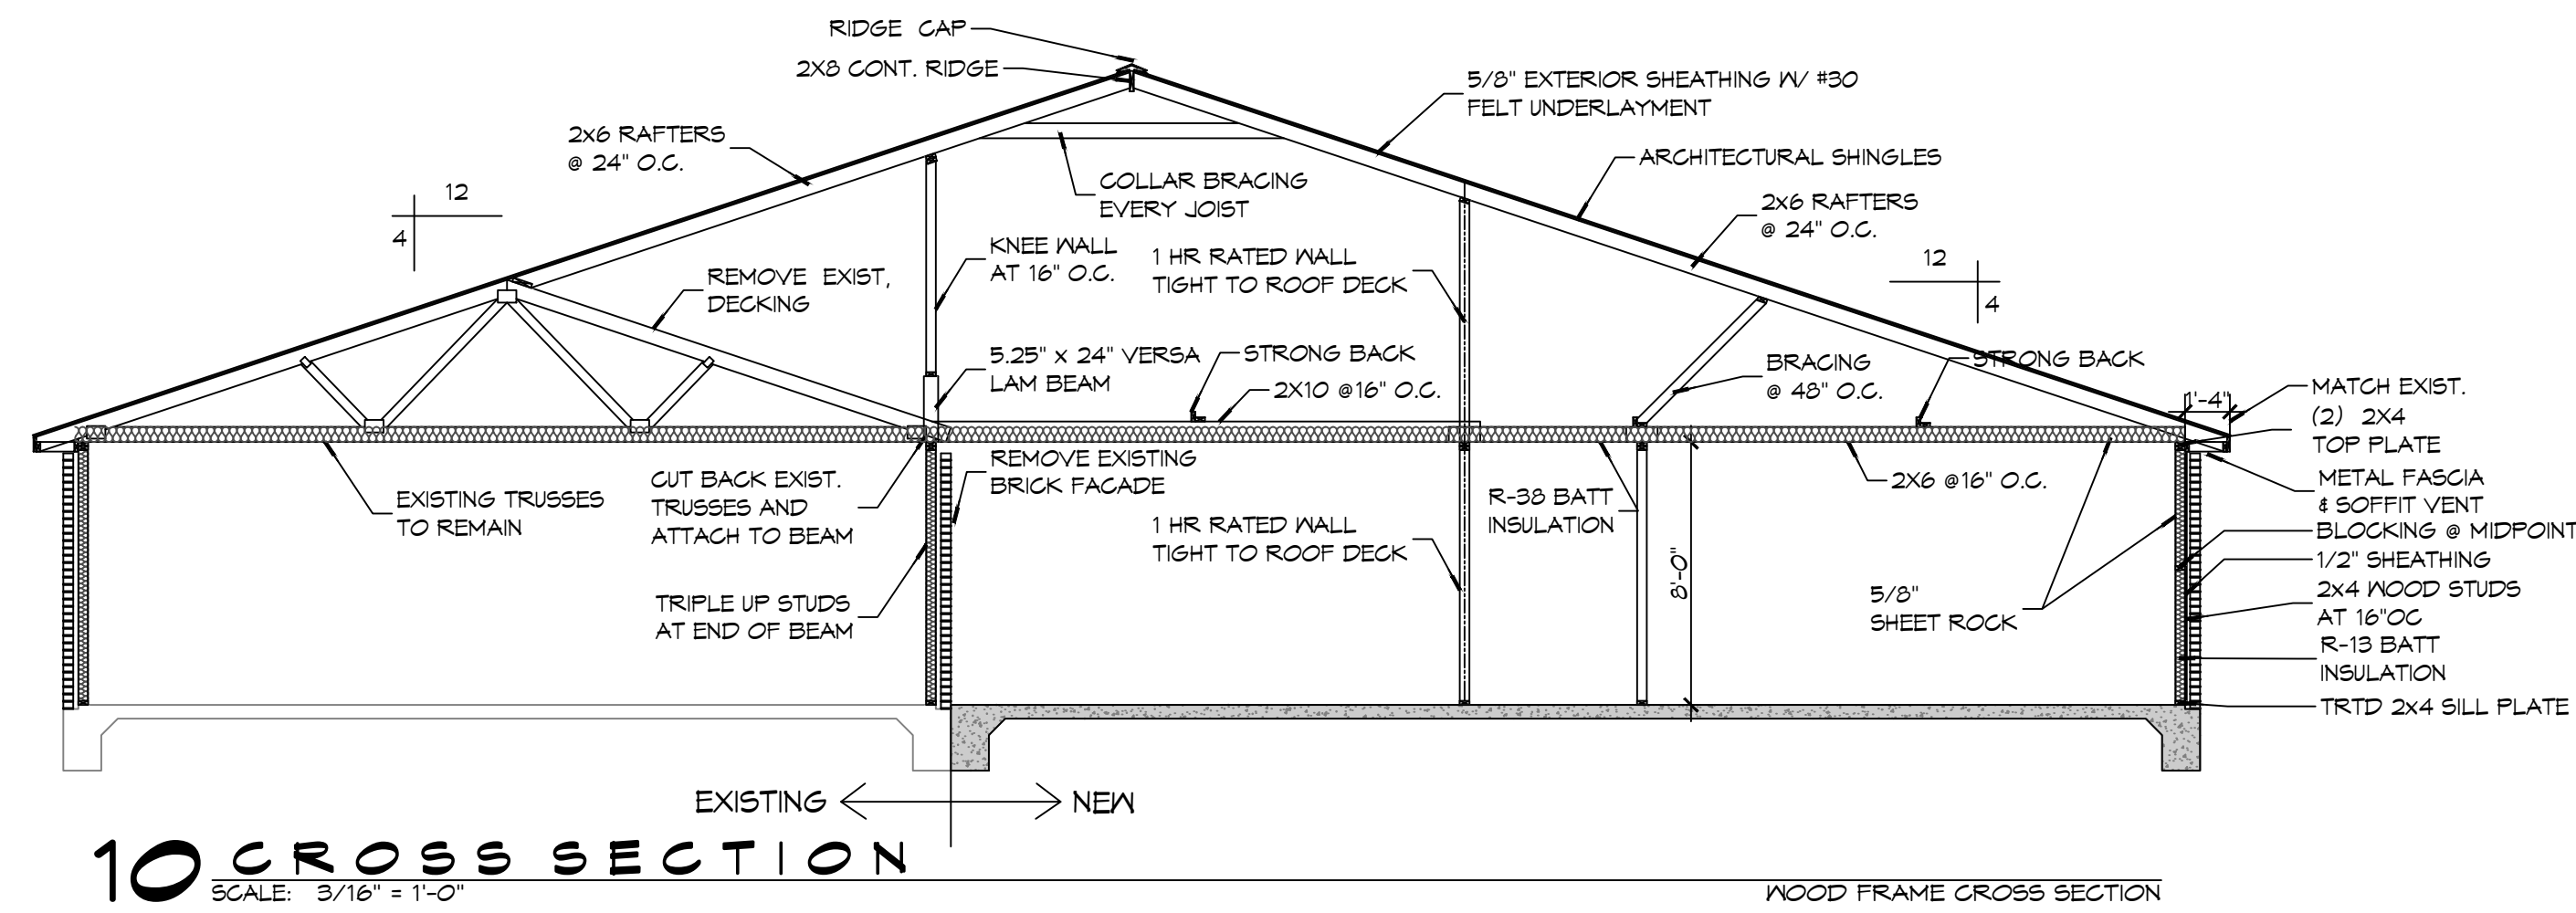 RIDGE CAP
2X8 CONT. RIDGE
5/8" EXTERIOR SHEATHING W/ #30
FELT UNDERLAYMENT
2x6 RAFTERS
@ 24" O.C.
ARCHITECTURAL SHINGLES
COLLAR BRACING
EVERY JOIST
2x6 RAFTERS
@ 24" O.C.
12
4
KNEE WALL
AT 16" O.C.
1 HR RATED WALL
TIGHT TO ROOF DECK
12
4
REMOVE EXIST,
DECKING
5.25" x 24" VERSA
LAM BEAM
STRONG BACK
2X10 @16" O.C.
BRACING
@ 48" O.C.
STRONG BACK
1'-4"
MATCH EXIST.
(2) 2X4
TOP PLATE
METAL FASCIA
& SOFFIT VENT
BLOCKING @ MIDPOINT
1/2" SHEATHING
2x4 WOOD STUDS
AT 16"OC
R-13 BATT
INSULATION
TRTD 2x4 SILL PLATE
EXISTING TRUSSES
TO REMAIN
CUT BACK EXIST.
TRUSSES AND
ATTACH TO BEAM
REMOVE EXISTING
BRICK FACADE
1 HR RATED WALL
TIGHT TO ROOF DECK
R-38 BATT
INSULATION
2X6 @16" O.C.
8'-0"
5/8"
SHEET ROCK
TRIPLE UP STUDS
AT END OF BEAM
EXISTING
NEW
10 CROSS SECTION
SCALE: 3/16" = 1'-0"
WOOD FRAME CROSS SECTION